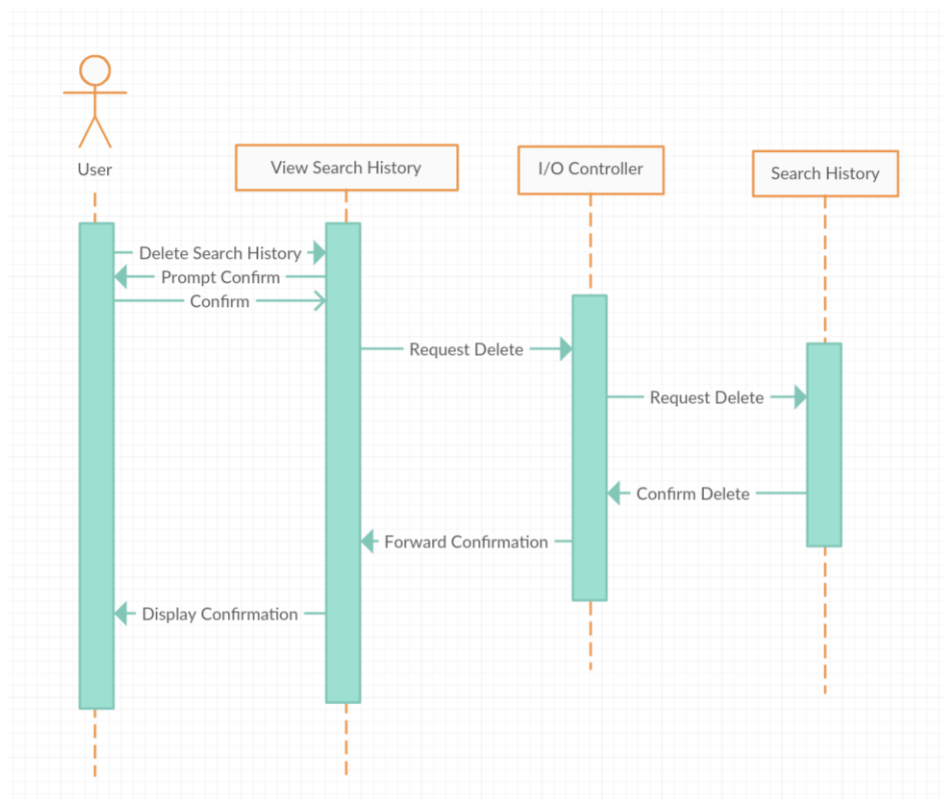 User
View Search History
I/O Controller
Search History
Delete Search History
Prompt Confirm
Confirm
Request Delete
Request Delete
Confirm Delete
Forward Confirmation
Display Confirmation